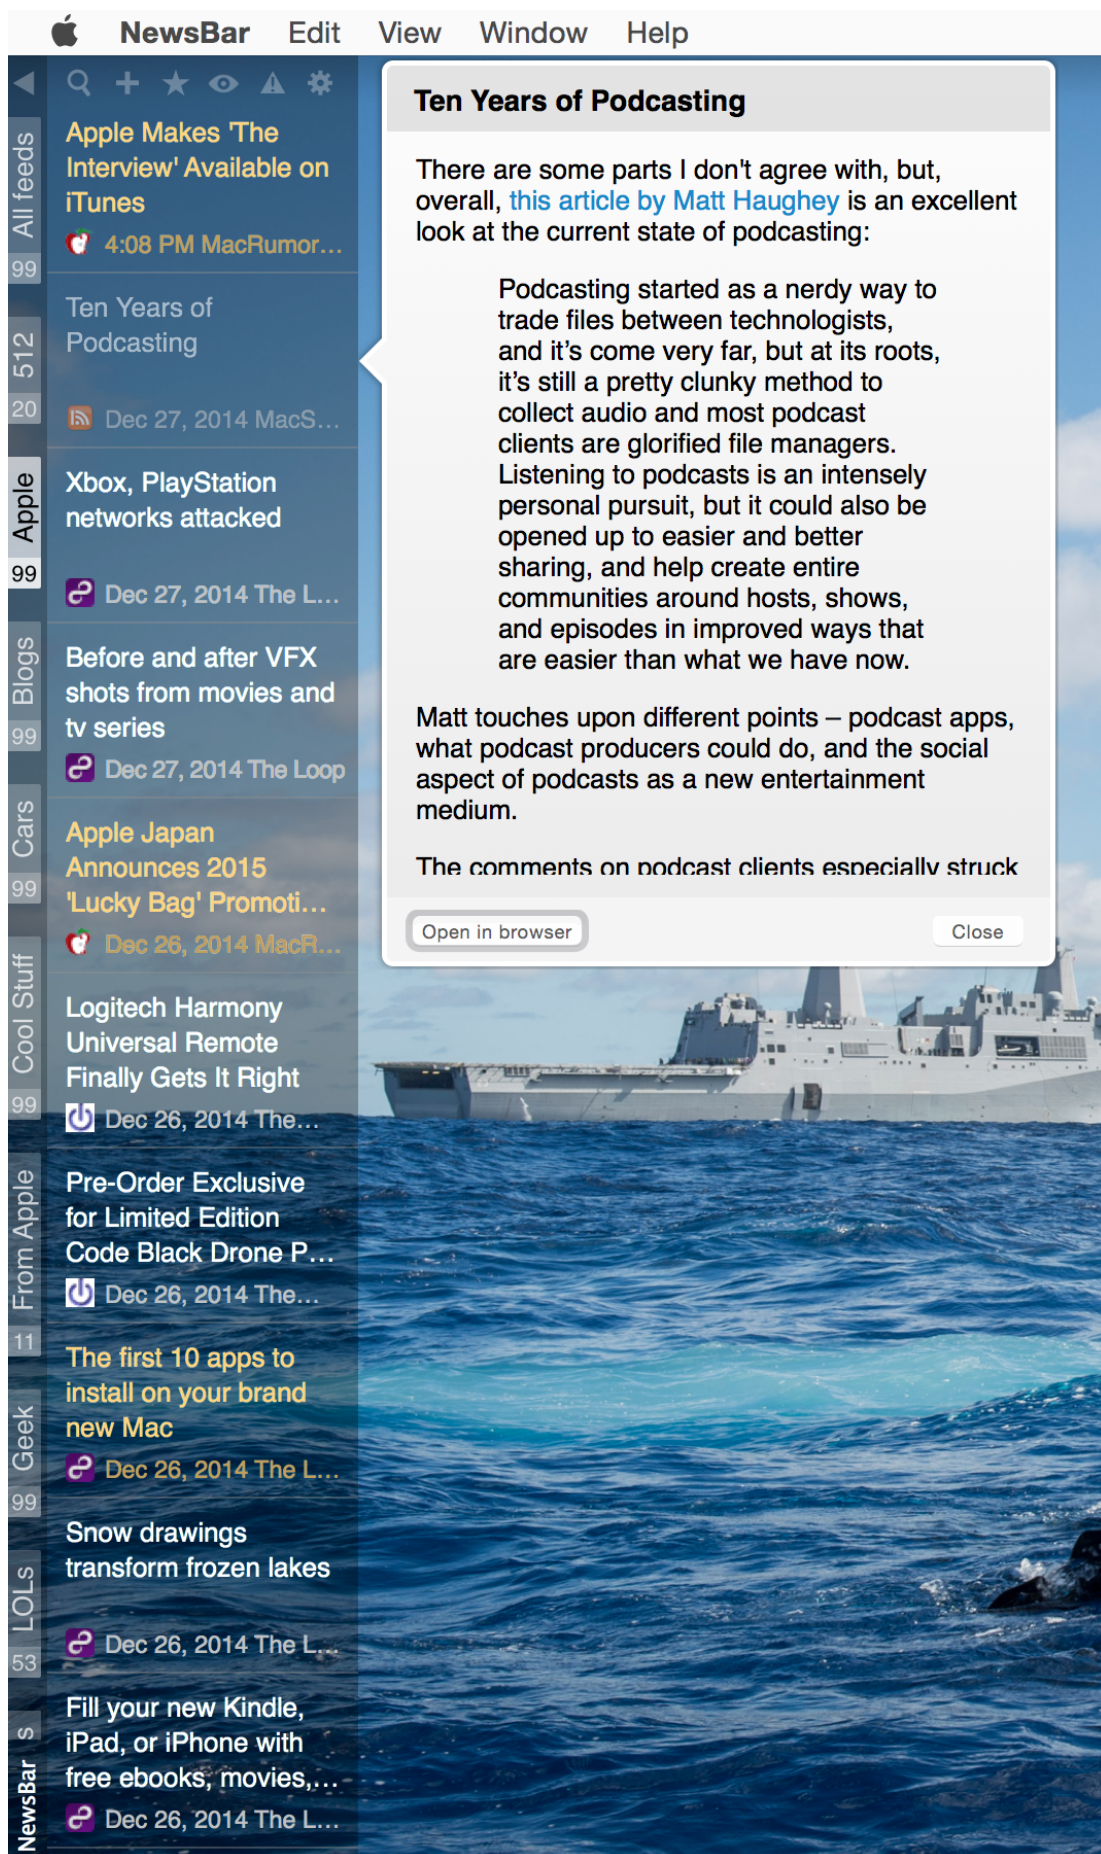 NewsBar Edit View Window Help
All feeds
99
512
20
Apple
99
Blogs
99
Cars
99
Cool Stuff
99
From Apple
11
Geek
99
LOLs
53
s
NewsBar
Apple Makes 'The
Interview' Available on
iTunes
4:08 PM MacRumor…
Ten Years of
Podcasting
Dec 27, 2014 MacS…
Xbox, PlayStation
networks attacked
Dec 27, 2014 The L…
Before and after VFX
shots from movies and
tv series
Dec 27, 2014 The Loop
Apple Japan
Announces 2015
'Lucky Bag' Promoti…
Dec 26, 2014 MacR…
Logitech Harmony
Universal Remote
Finally Gets It Right
Dec 26, 2014 The…
Pre-Order Exclusive
for Limited Edition
Code Black Drone P…
Dec 26, 2014 The…
The first 10 apps to
install on your brand
new Mac
Dec 26, 2014 The L…
Snow drawings
transform frozen lakes
Dec 26, 2014 The L…
Fill your new Kindle,
iPad, or iPhone with
free ebooks, movies,…
Dec 26, 2014 The L…
Ten Years of Podcasting
There are some parts I don't agree with, but,
overall, this article by Matt Haughey is an excellent
look at the current state of podcasting:
Podcasting started as a nerdy way to
trade files between technologists,
and it’s come very far, but at its roots,
it’s still a pretty clunky method to
collect audio and most podcast
clients are glorified file managers.
Listening to podcasts is an intensely
personal pursuit, but it could also be
opened up to easier and better
sharing, and help create entire
communities around hosts, shows,
and episodes in improved ways that
are easier than what we have now.
Matt touches upon different points – podcast apps,
what podcast producers could do, and the social
aspect of podcasts as a new entertainment
medium.
The comments on podcast clients especially struck
Open in browser
Close